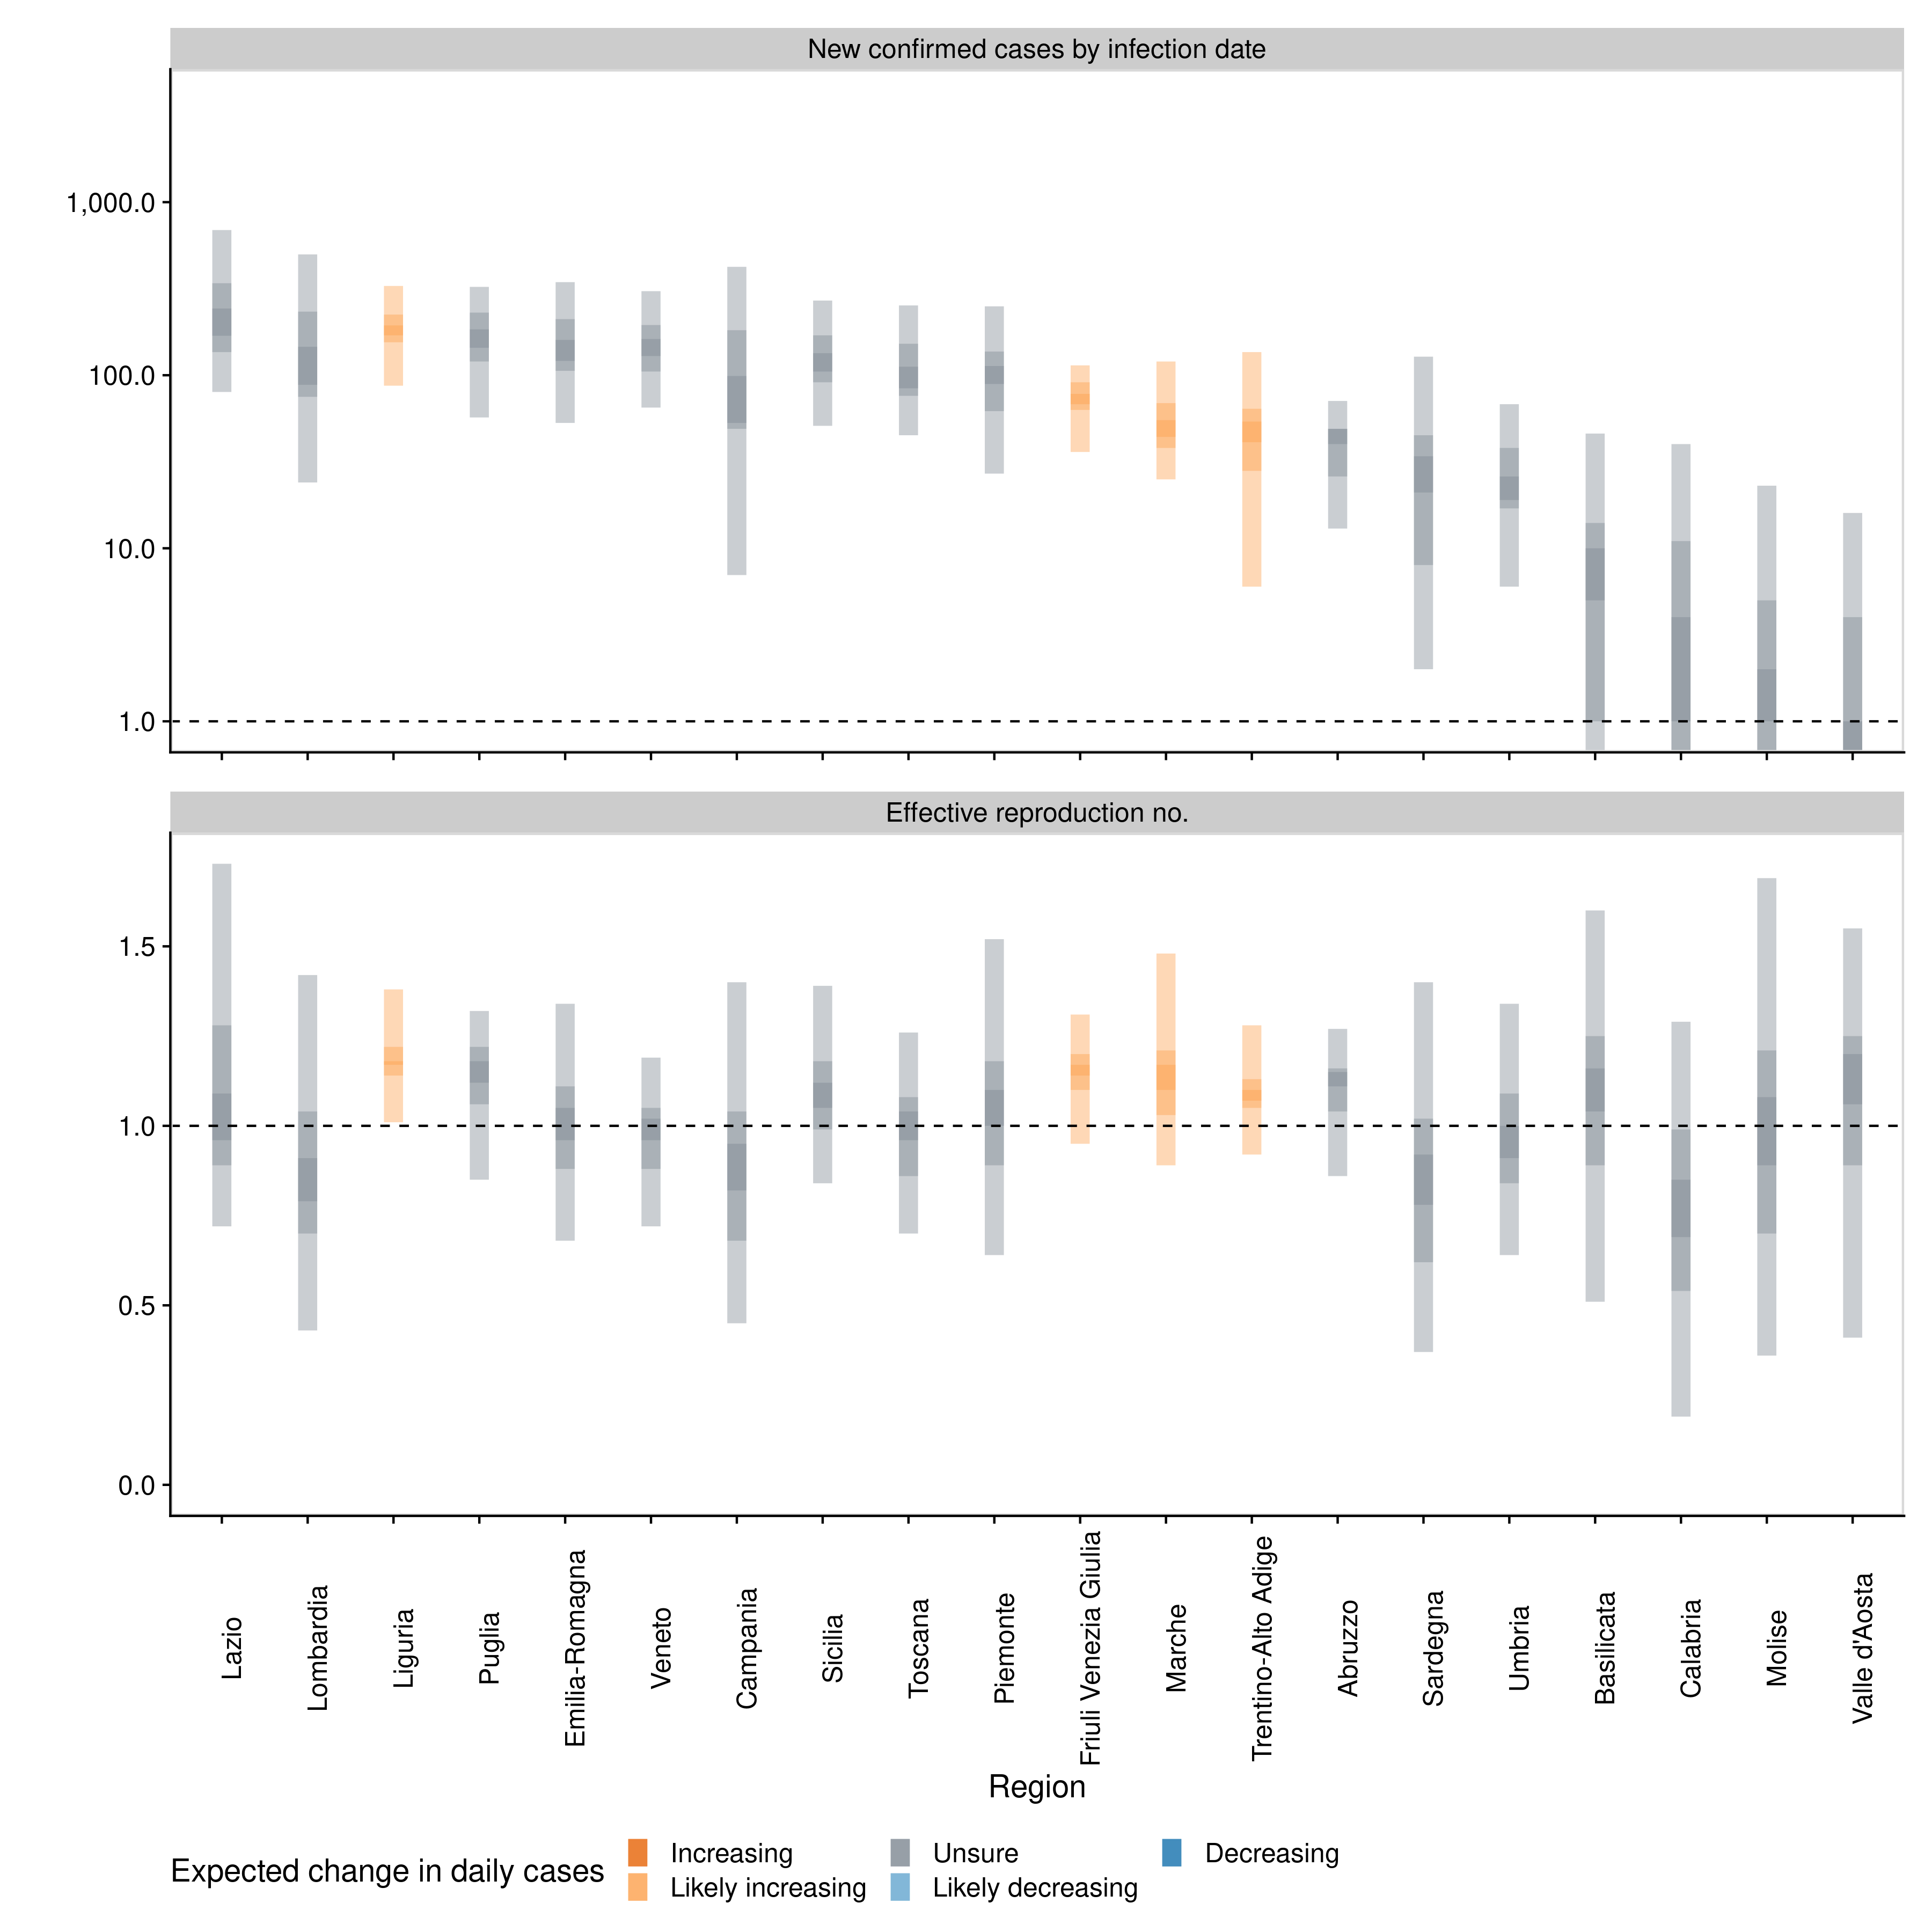 New confirmed cases by infection date
1,000.0
100.0
10.0
1.0
Effective reproduction no.
1.5
1.0
0.5
0.0
Lazio
Lombardia
Liguria
Puglia
Emilia-Romagna
Veneto
Campania
Sicilia
Toscana
Piemonte
Friuli Venezia Giulia
Marche
Trentino-Alto Adige
Abruzzo
Sardegna
Umbria
Basilicata
Calabria
Molise
Valle d'Aosta
Region
Expected change in daily cases
Increasing
Likely increasing
Unsure
Likely decreasing
Decreasing